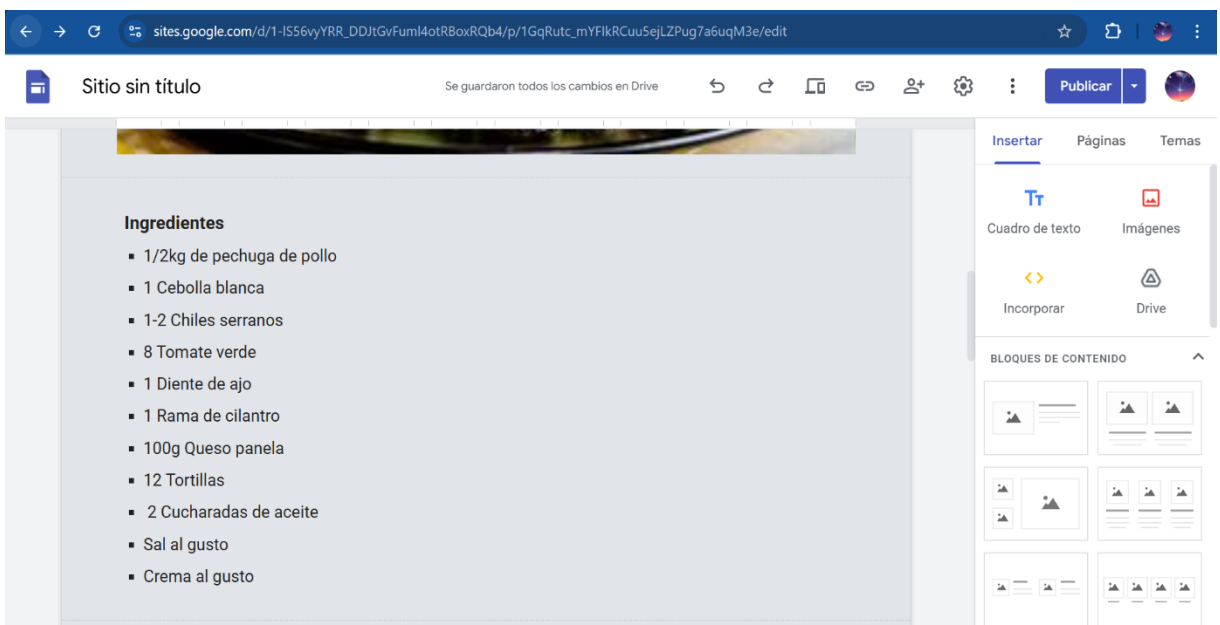 sites.google.com/d/1-IS56vyYRR_DDJtGvFuml4otRBoxRQb4/p/1GqRutc_mYFIkRCuu5ejLZPug7a6uqM3e/edit
Sitio sin título
Se guardaron todos los cambios en Drive
Publicar
Insertar
Páginas
Temas
Ingredientes
▪ 1/2kg de pechuga de pollo
▪ 1 Cebolla blanca
▪ 1-2 Chiles serranos
▪ 8 Tomate verde
▪ 1 Diente de ajo
▪ 1 Rama de cilantro
▪ 100g Queso panela
▪ 12 Tortillas
▪ 2 Cucharadas de aceite
▪ Sal al gusto
▪ Crema al gusto
Cuadro de texto
Imágenes
Incorporar
Drive
BLOQUES DE CONTENIDO